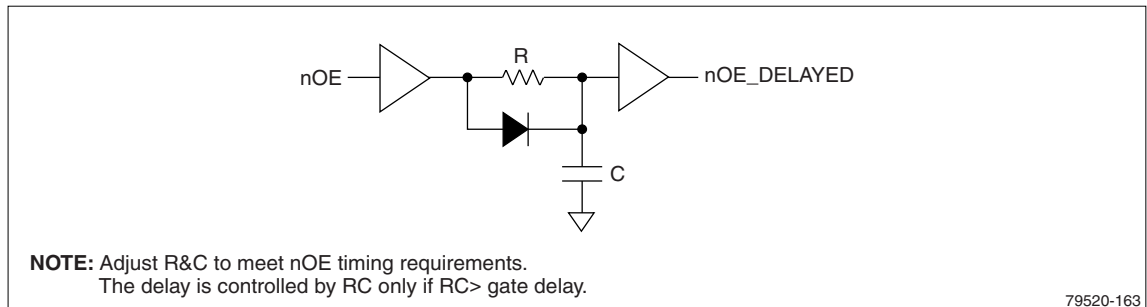 R
nOE
nOE_DELAYED
C
NOTE: Adjust R&C to meet nOE timing requirements.
The delay is controlled by RC only if RC> gate delay.
79520-163